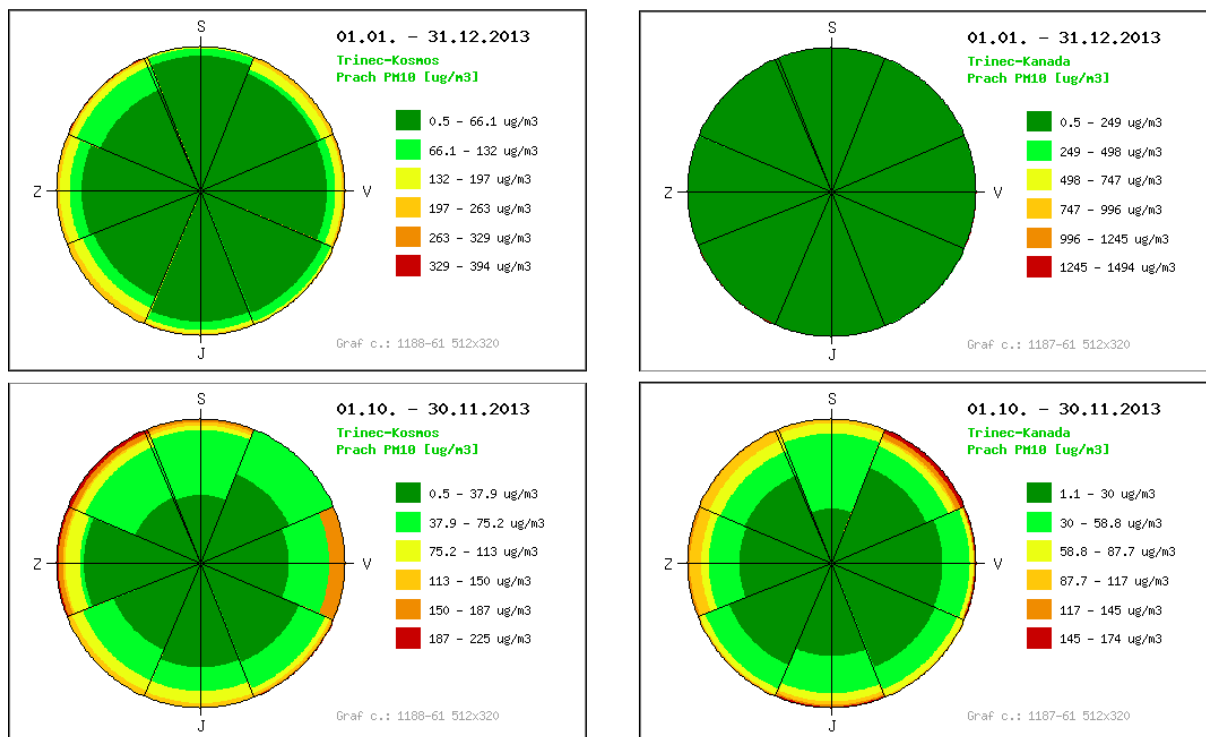 S
01.01. - 31.12.2013
Trinec-Kosmos
Prach PM10 [ug/m3]
0.5 - 66.1 ug/m3
66.1 - 132 ug/m3
132 - 197 ug/m3
197 - 263 ug/m3
263 - 329 ug/m3
329 - 394 ug/m3
Z
V
J
Graf c.: 1188-61 512x320
S
01.01. - 31.12.2013
Trinec-Kanada
Prach PM10 [ug/m3]
0.5 - 249 ug/m3
249 - 498 ug/m3
498 - 747 ug/m3
747 - 996 ug/m3
996 - 1245 ug/m3
1245 - 1494 ug/m3
Z
V
J
Graf c.: 1187-61 512x320
S
01.10. - 30.11.2013
Trinec-Kosmos
Prach PM10 [ug/m3]
0.5 - 37.9 ug/m3
37.9 - 75.2 ug/m3
75.2 - 113 ug/m3
113 - 150 ug/m3
150 - 187 ug/m3
187 - 225 ug/m3
Z
V
J
Graf c.: 1188-61 512x320
S
01.10. - 30.11.2013
Trinec-Kanada
Prach PM10 [ug/m3]
1.1 - 30 ug/m3
30 - 58.8 ug/m3
58.8 - 87.7 ug/m3
87.7 - 117 ug/m3
117 - 145 ug/m3
145 - 174 ug/m3
Z
V
J
Graf c.: 1187-61 512x320